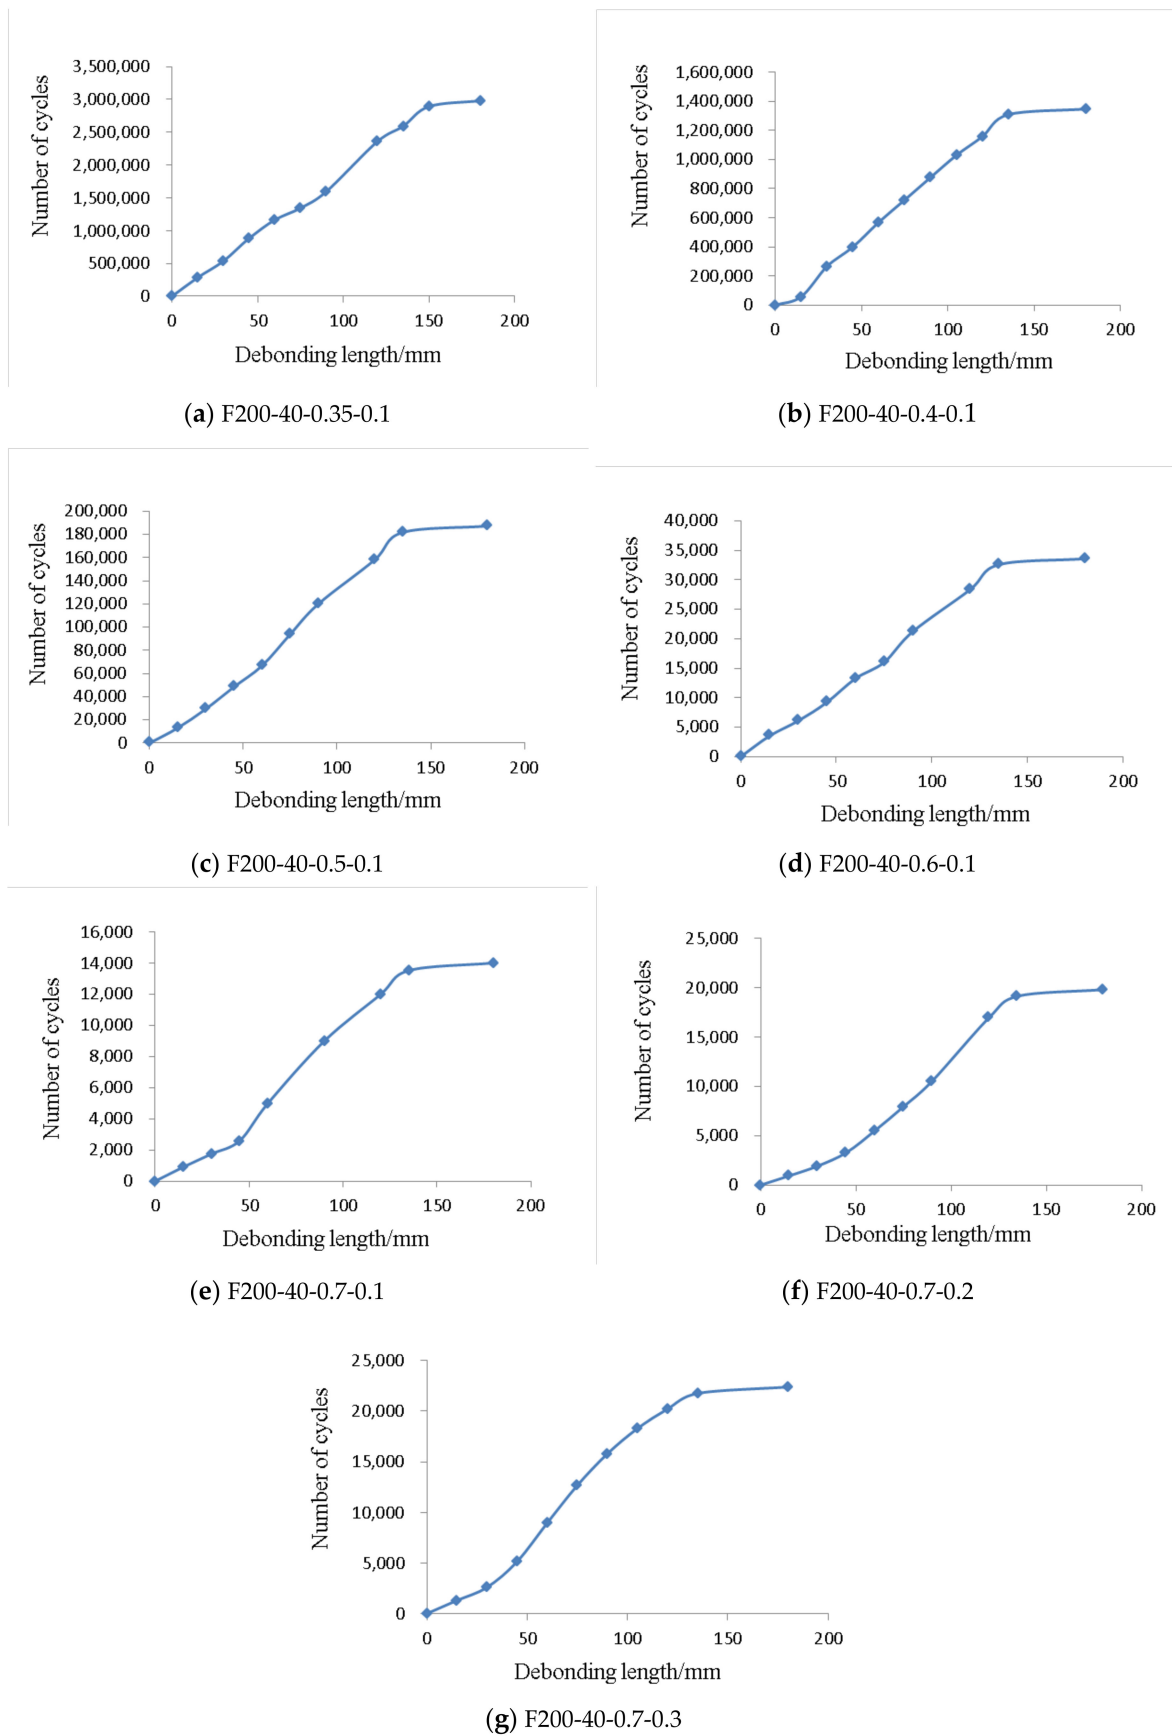 3,500,000
3,000,000
2,500,000
2,000,000
1,500,000
1,000,000
500,000
0
Number of cycles
0 50 100 150 200
Debonding length/mm
(a) F200-40-0.35-0.1
1,600,000
1,400,000
1,200,000
1,000,000
800,000
600,000
400,000
200,000
0
Number of cycles
0 50 100 150 200
Debonding length/mm
(b) F200-40-0.4-0.1
200,000
180,000
160,000
140,000
120,000
100,000
80,000
60,000
40,000
20,000
0
Number of cycles
0 50 100 150 200
Debonding length/mm
(c) F200-40-0.5-0.1
40,000
35,000
30,000
25,000
20,000
15,000
10,000
5,000
0
Number of cycles
0 50 100 150 200
Debonding length/mm
(d) F200-40-0.6-0.1
16,000
14,000
12,000
10,000
8,000
6,000
4,000
2,000
0
Number of cycles
0 50 100 150 200
Debonding length/mm
(e) F200-40-0.7-0.1
25,000
20,000
15,000
10,000
5,000
0
Number of cycles
0 50 100 150 200
Debonding length/mm
(f) F200-40-0.7-0.2
25,000
20,000
15,000
10,000
5,000
0
Number of cycles
0 50 100 150 200
Debonding length/mm
(g) F200-40-0.7-0.3